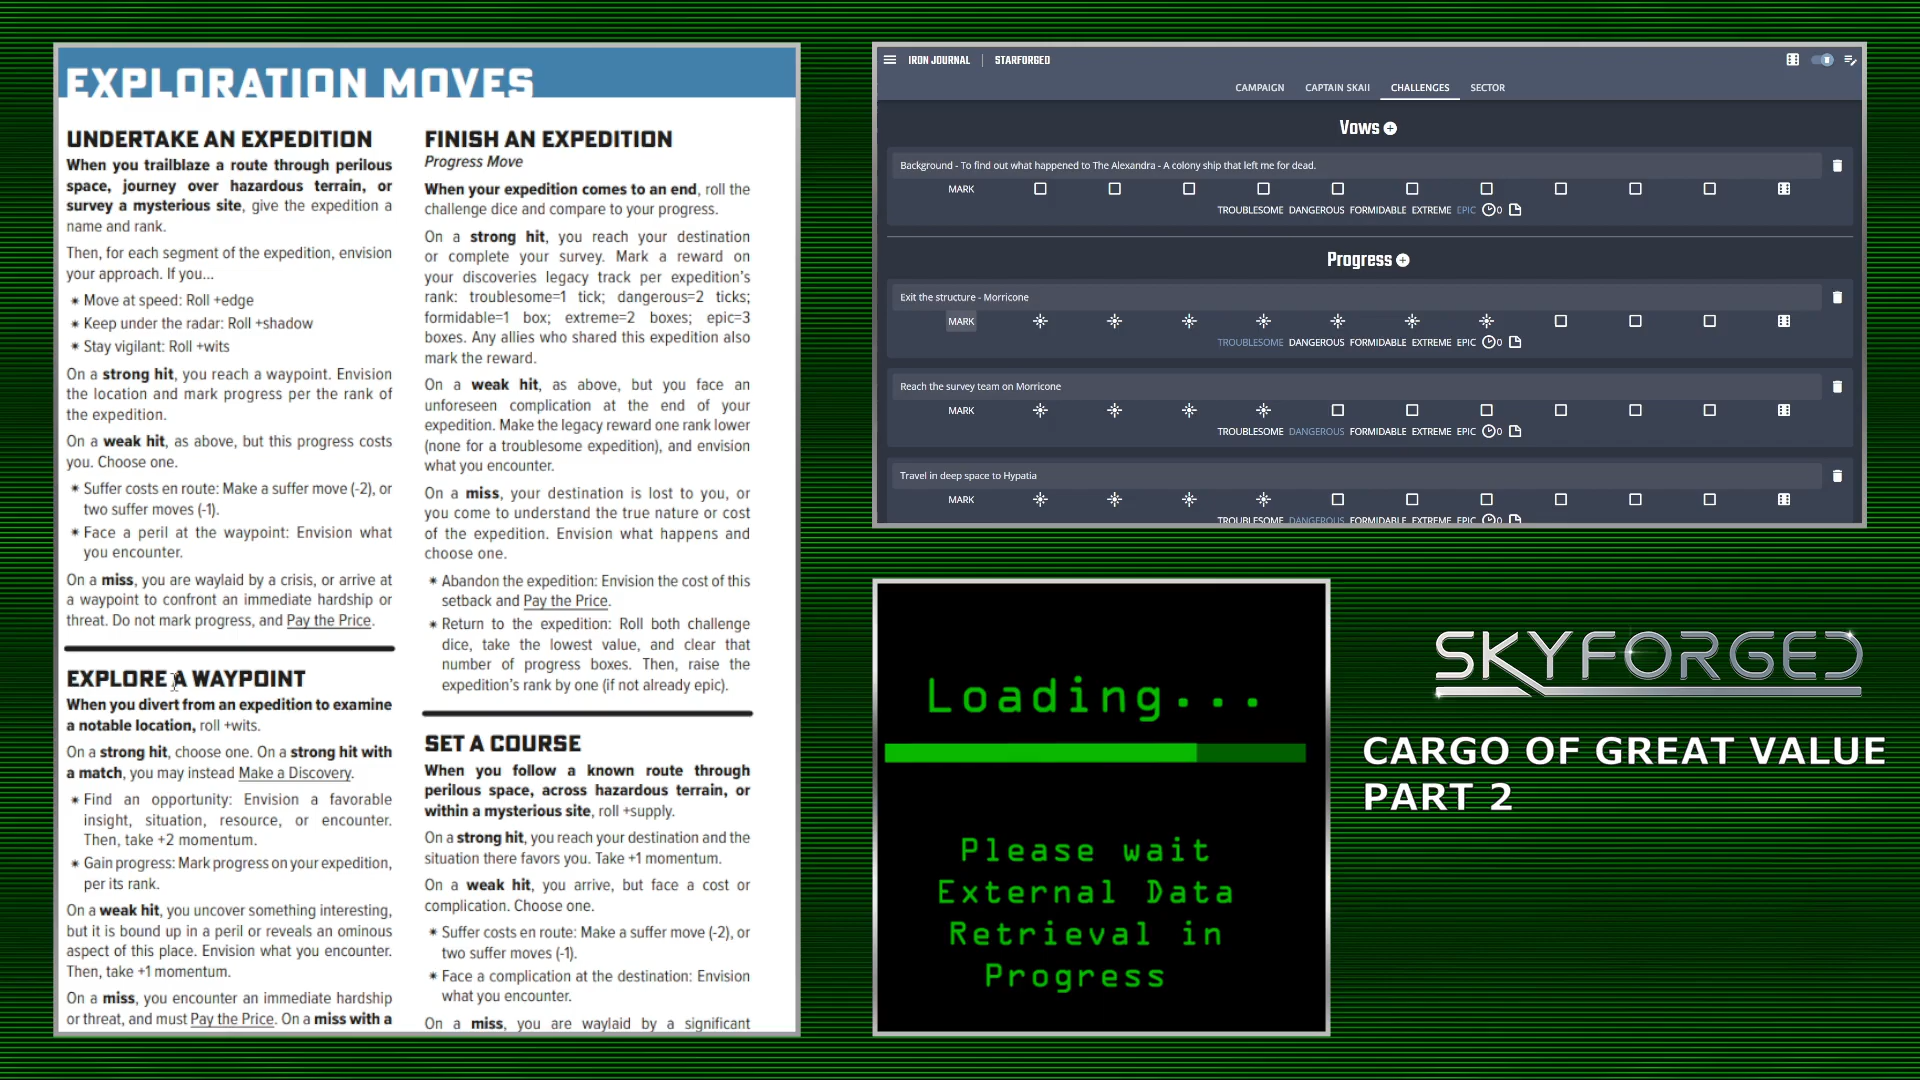 EXPLORATION MOVES
UNDERTAKE AN EXPEDITION
When you trailblaze a route through perilous
space, journey over hazardous terrain, or
survey a mysterious site, give the expedition a
name and rank.
Then, for each segment of the expedition, envision
your approach. If you...
✴ Move at speed: Roll +edge
✴ Keep under the radar: Roll +shadow
✴ Stay vigilant: Roll +wits
On a strong hit, you reach a waypoint. Envision
the location and mark progress per the rank of
the expedition.
On a weak hit, as above, but this progress costs
you. Choose one.
✴ Suffer costs en route: Make a suffer move (-2), or
two suffer moves (-1).
✴ Face a peril at the waypoint: Envision what
you encounter.
On a miss, you are waylaid by a crisis, or arrive at
a waypoint to confront an immediate hardship or
threat. Do not mark progress, and Pay the Price.
EXPLORE A WAYPOINT
When you divert from an expedition to examine
a notable location, roll +wits.
On a strong hit, choose one. On a strong hit with
a match, you may instead Make a Discovery.
✴ Find an opportunity: Envision a favorable
insight, situation, resource, or encounter.
Then, take +2 momentum.
✴ Gain progress: Mark progress on your expedition,
per its rank.
On a weak hit, you uncover something interesting,
but it is bound up in a peril or reveals an ominous
aspect of this place. Envision what you encounter.
Then, take +1 momentum.
On a miss, you encounter an immediate hardship
or threat, and must Pay the Price. On a miss with a
FINISH AN EXPEDITION
Progress Move
When your expedition comes to an end, roll the
challenge dice and compare to your progress.
On a strong hit, you reach your destination
or complete your survey. Mark a reward on
your discoveries legacy track per expedition's
rank: troublesome=1 tick; dangerous=2 ticks;
formidable=1 box; extreme=2 boxes; epic=3
boxes. Any allies who shared this expedition also
mark the reward.
On a weak hit, as above, but you face an
unforeseen complication at the end of your
expedition. Make the legacy reward one rank lower
(none for a troublesome expedition), and envision
what you encounter.
On a miss, your destination is lost to you, or
you come to understand the true nature or cost
of the expedition. Envision what happens and
choose one.
✴ Abandon the expedition: Envision the cost of this
setback and Pay the Price.
✴ Return to the expedition: Roll both challenge
dice, take the lowest value, and clear that
number of progress boxes. Then, raise the
expedition's rank by one (if not already epic).
SET A COURSE
When you follow a known route through
perilous space, across hazardous terrain, or
within a mysterious site, roll +supply.
On a strong hit, you reach your destination and the
situation there favors you. Take +1 momentum.
On a weak hit, you arrive, but face a cost or
complication. Choose one.
✴ Suffer costs en route: Make a suffer move (-2), or
two suffer moves (-1).
✴ Face a complication at the destination: Envision
what you encounter.
On a miss, you are waylaid by a significant
IRON JOURNAL STARFORGED
CAMPAIGN CAPTAIN SKAII CHALLENGES SECTOR
Vows
Background - To find out what happened to The Alexandra - A colony ship that left me for dead.
MARK
TROUBLESOME DANGEROUS FORMIDABLE EXTREME EPIC 0
Progress
Exit the structure - Morricone
MARK
TROUBLESOME DANGEROUS FORMIDABLE EXTREME EPIC 0
Reach the survey team on Morricone
MARK
TROUBLESOME DANGEROUS FORMIDABLE EXTREME EPIC 0
Travel in deep space to Hypatia
MARK
TROUBLESOME DANGEROUS FORMIDABLE EXTREME EPIC 0
Loading...
Please wait
External Data
Retrieval in
Progress
SKYFORGED
CARGO OF GREAT VALUE
PART 2